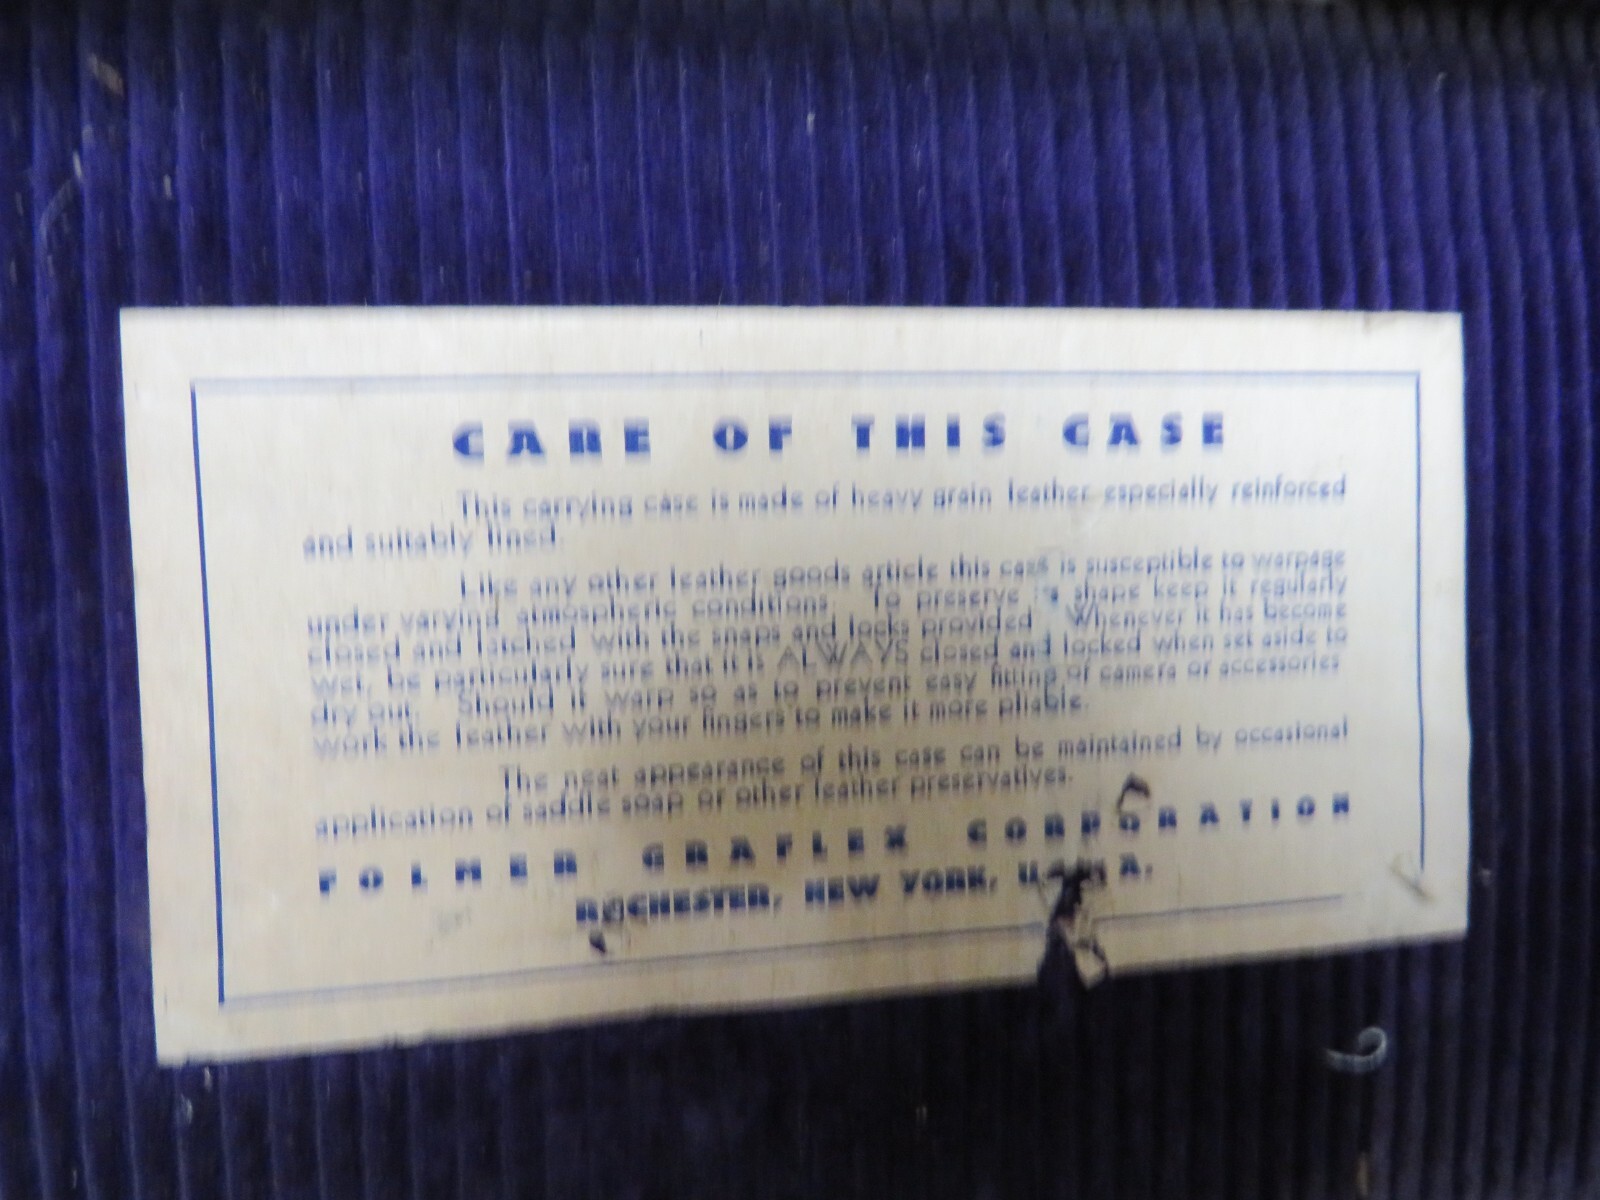 CARE OF THIS CASE
This carrying case is made of heavy grain leather especially reinforced
and suitably lined.
Like any other leather goods article this case is susceptible to warpage
under varying atmospheric conditions. To preserve its shape keep it regularly
closed and latched with the snaps and locks provided. Whenever it has become
wet, be particularly sure that it is ALWAYS closed and locked when set aside to
dry out. Should it warp so as to prevent easy fitting of camera or accessories
work the leather with your fingers to make it more pliable.
The neat appearance of this case can be maintained by occasional
application of saddle soap or other leather preservatives.
FOLMER GRAFLEX CORPORATION
ROCHESTER, NEW YORK, U.S.A.